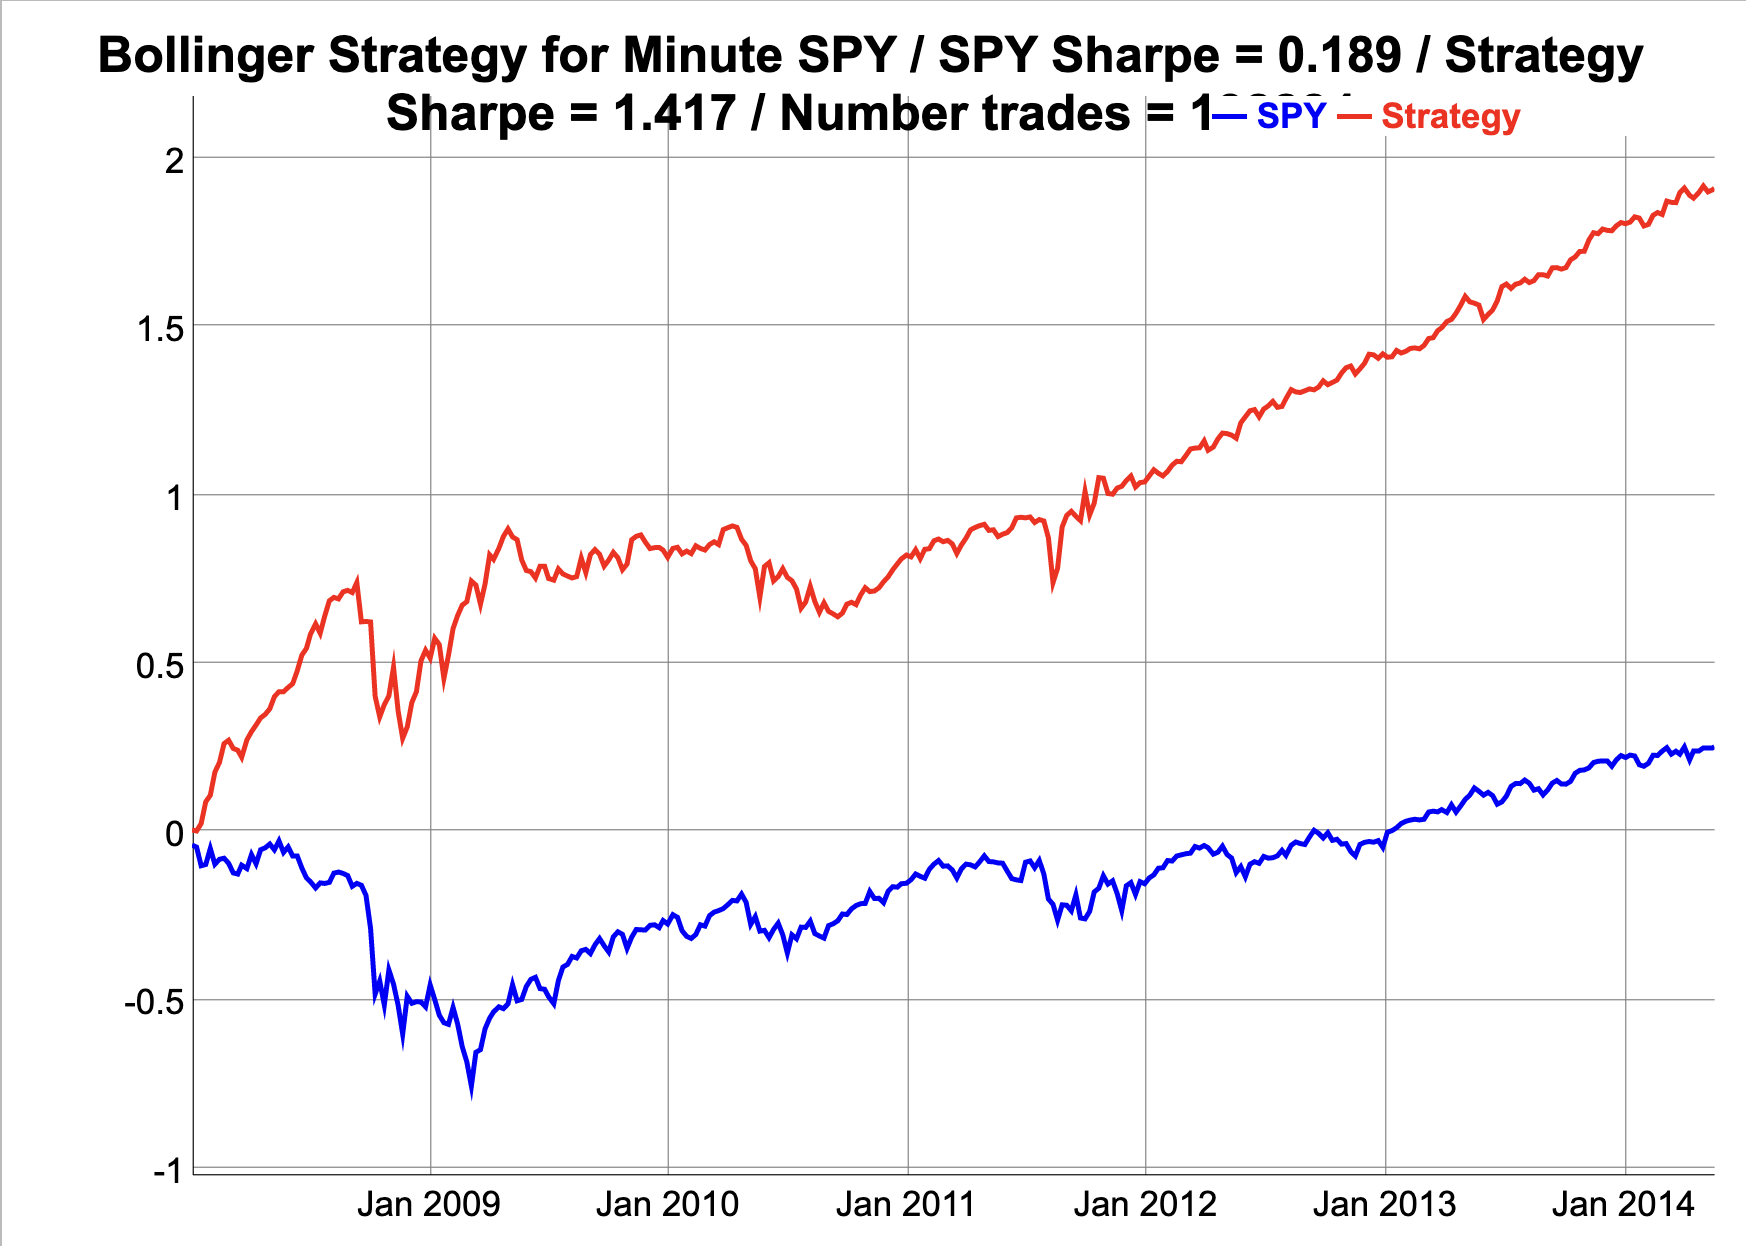 Bollinger Strategy for Minute SPY / SPY Sharpe = 0.189 / Strategy
Sharpe = 1.417 / Number trades =
SPY Strategy
2
1.5
1
0.5
0
-0.5
-1
Jan 2009 Jan 2010 Jan 2011 Jan 2012 Jan 2013 Jan 2014